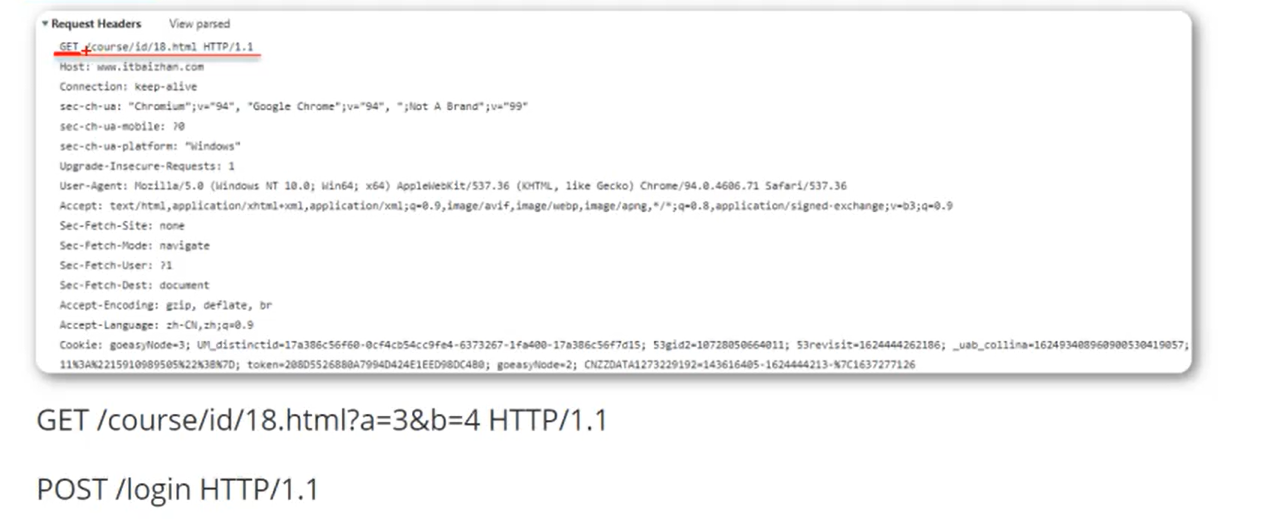 Request Headers View parsed
GET /course/id/18.html HTTP/1.1
Host: www.itbaizhan.com
Connection: keep-alive
sec-ch-ua: "Chromium";v="94", "Google Chrome";v="94", ";Not A Brand";v="99"
sec-ch-ua-mobile: ?0
sec-ch-ua-platform: "Windows"
Upgrade-Insecure-Requests: 1
User-Agent: Mozilla/5.0 (Windows NT 10.0; Win64; x64) AppleWebKit/537.36 (KHTML, like Gecko) Chrome/94.0.4606.71 Safari/537.36
Accept: text/html,application/xhtml+xml,application/xml;q=0.9,image/avif,image/webp,image/apng,*/*;q=0.8,application/signed-exchange;v=b3;q=0.9
Sec-Fetch-Site: none
Sec-Fetch-Mode: navigate
Sec-Fetch-User: ?1
Sec-Fetch-Dest: document
Accept-Encoding: gzip, deflate, br
Accept-Language: zh-CN,zh;q=0.9
Cookie: goeasyNode=3; UM_distinctid=17a386c56f60-0cf4cb54cc9fe4-6373267-1fa400-17a386c56f7d15; 53gid2=10728050664011; 53revisit=1624444262186; _uab_collina=162493408960900530419057;
11%3A%2215910989505%22%3B%7D; token=208D5526880A7994D424E1EED98DC4B0; goeasyNode=2; CNZZDATA1273229192=143616405-1624444213-%7C1637277126
GET /course/id/18.html?a=3&b=4 HTTP/1.1
POST /login HTTP/1.1